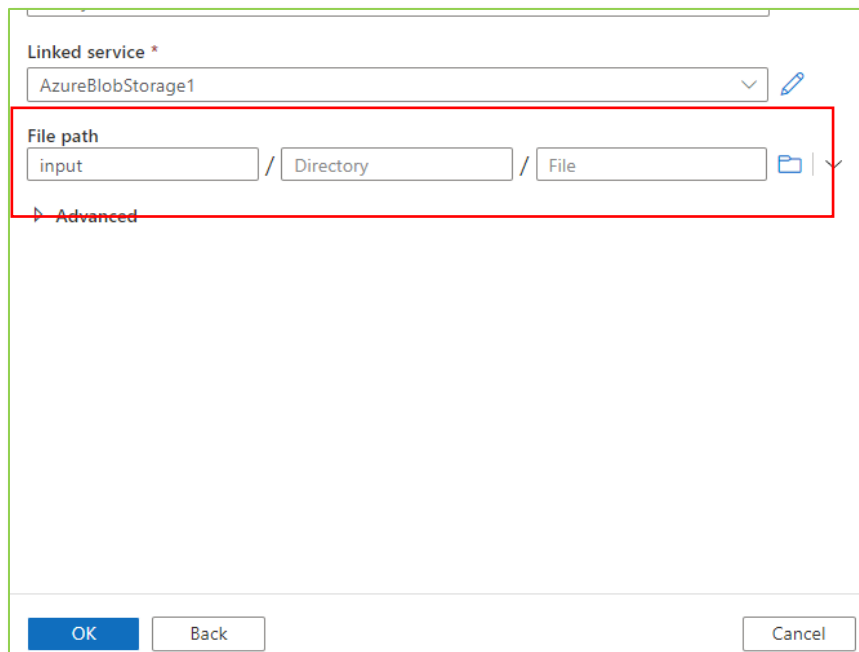 Linked service *
AzureBlobStorage1
File path
input / Directory / File
Advanced
OK Back Cancel